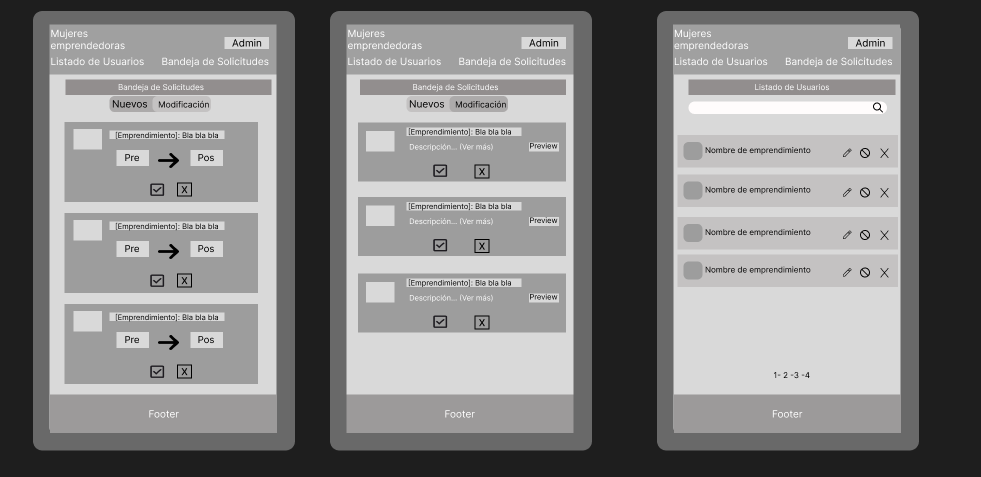 Mujeres
emprendedoras
Admin
Listado de Usuarios Bandeja de Solicitudes
Bandeja de Solicitudes
Nuevos Modificación
[Emprendimiento]: Bla bla bla
Pre Pos
X
[Emprendimiento]: Bla bla bla
Pre Pos
X
[Emprendimiento]: Bla bla bla
Pre Pos
X
Footer
Mujeres
emprendedoras
Admin
Listado de Usuarios Bandeja de Solicitudes
Bandeja de Solicitudes
Nuevos Modificación
[Emprendimiento]: Bla bla bla
Descripción... (Ver más) Preview
X
[Emprendimiento]: Bla bla bla
Descripción... (Ver más) Preview
X
[Emprendimiento]: Bla bla bla
Descripción... (Ver más) Preview
X
Footer
Mujeres
emprendedoras
Admin
Listado de Usuarios Bandeja de Solicitudes
Listado de Usuarios
Nombre de emprendimiento
Nombre de emprendimiento
Nombre de emprendimiento
Nombre de emprendimiento
1- 2 -3 -4
Footer